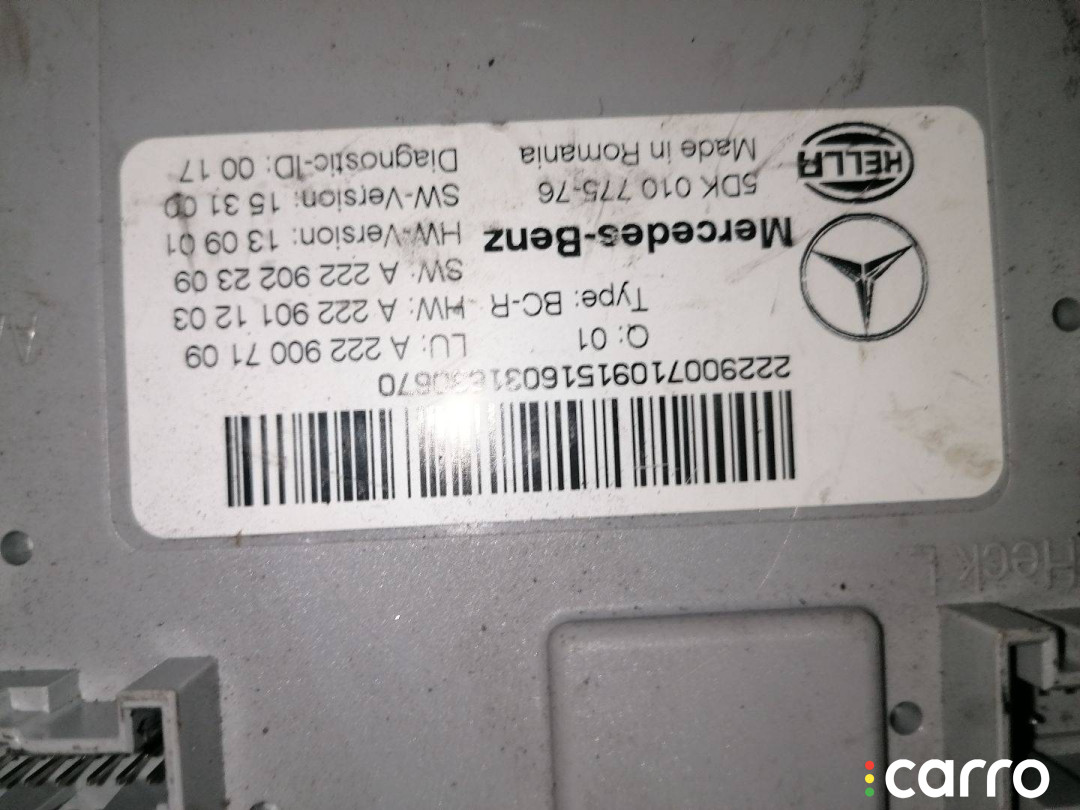 Heck
Q: 01
LU: A 222 900 71 09
Type: BC-R
HW: A 222 901 12 03
Mercedes-Benz
SW: A 222 902 23 09
HW-Version: 13 09 01
5DK 010 775-76
SW-Version: 15 31 00
HELLA
Made in Romania
Diagnostic-ID: 00 17
carro